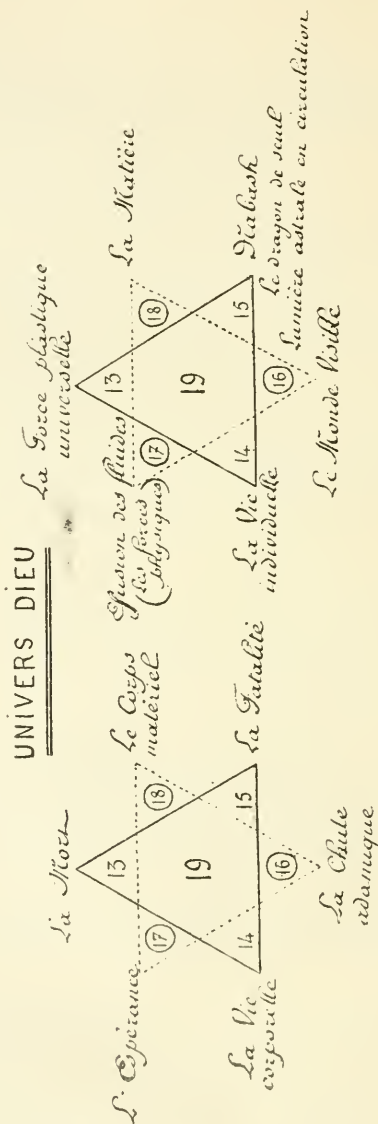 UNIVERS DIEU
La Mort
L'Espérance
Le Corps
matériel
13
17
18
19
14
15
16
La Vie
corporelle
La Fatalité
La Chute
adamique
La Force plastique
universelle
Effusion des fluides
(Les forces
physiques)
La Matière
13
17
18
19
14
15
16
La Vie
individuelle
Nahash
Le dragon de seuil
Lumière astrale en circulation
Le Monde Visible